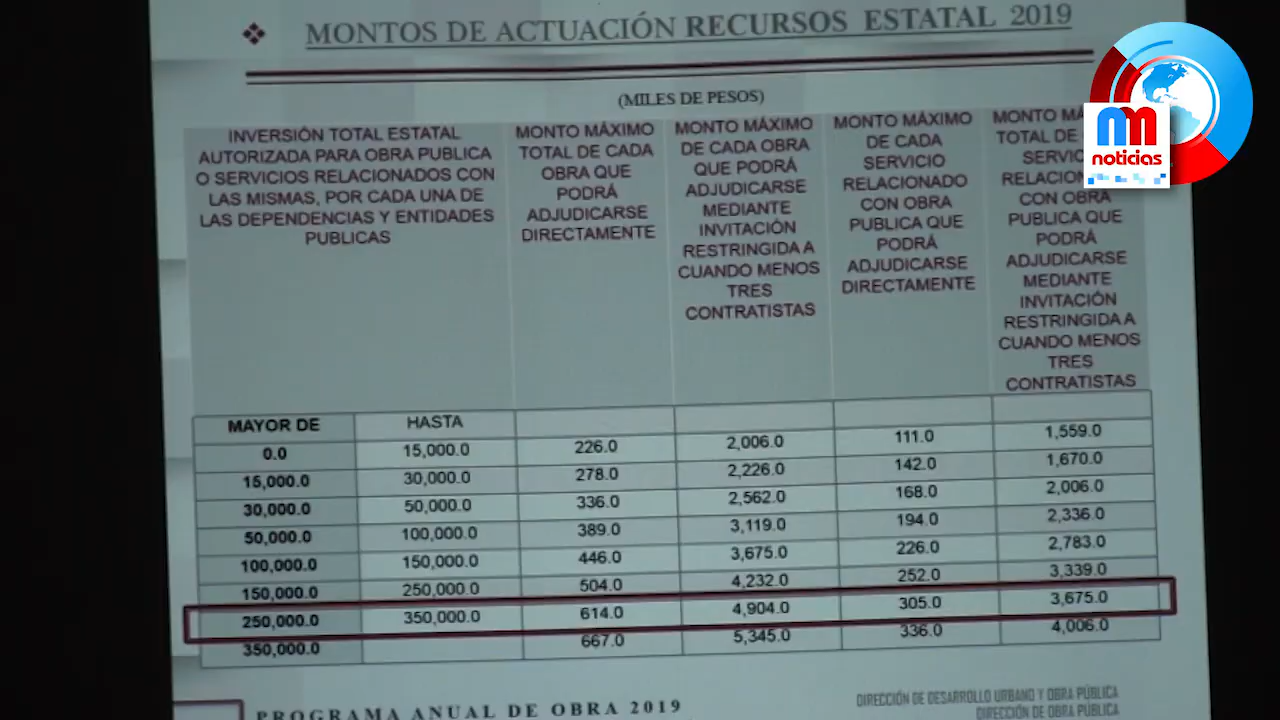 MONTOS DE ACTUACIÓN RECURSOS ESTATAL 2019
(MILES DE PESOS)
INVERSIÓN TOTAL ESTATAL
AUTORIZADA PARA OBRA PUBLICA
O SERVICIOS RELACIONADOS CON
LAS MISMAS, POR CADA UNA DE
LAS DEPENDENCIAS Y ENTIDADES
PUBLICAS
MONTO MÁXIMO
TOTAL DE CADA
OBRA QUE
PODRÁ
ADJUDICARSE
DIRECTAMENTE
MONTO MÁXIMO
DE CADA OBRA
QUE PODRÁ
ADJUDICARSE
MEDIANTE
INVITACIÓN
RESTRINGIDA A
CUANDO MENOS
TRES
CONTRATISTAS
MONTO MÁXIMO
DE CADA
SERVICIO
RELACIONADO
CON OBRA
PUBLICA QUE
PODRÁ
ADJUDICARSE
DIRECTAMENTE
MONTO
TOTAL DE
CON OBRA
PUBLICA QUE
PODRÁ
ADJUDICARSE
MEDIANTE
INVITACIÓN
RESTRINGIDA A
CUANDO MENOS
TRES
CONTRATISTAS
noticias
MAYOR DE HASTA
0.0 15,000.0 226.0 2,006.0 111.0 1,559.0
15,000.0 30,000.0 278.0 2,226.0 142.0 1,670.0
30,000.0 50,000.0 336.0 2,562.0 168.0 2,006.0
50,000.0 100,000.0 389.0 3,119.0 194.0 2,336.0
100,000.0 150,000.0 446.0 3,675.0 226.0 2,783.0
150,000.0 250,000.0 504.0 4,232.0 252.0 3,339.0
250,000.0 350,000.0 614.0 4,904.0 305.0 3,675.0
350,000.0 667.0 5,345.0 336.0 4,006.0
PROGRAMA ANUAL DE OBRA 2019
DIRECCIÓN DE DESARROLLO URBANO Y OBRA PÚBLICA
DIRECCIÓN DE OBRA PÚBLICA